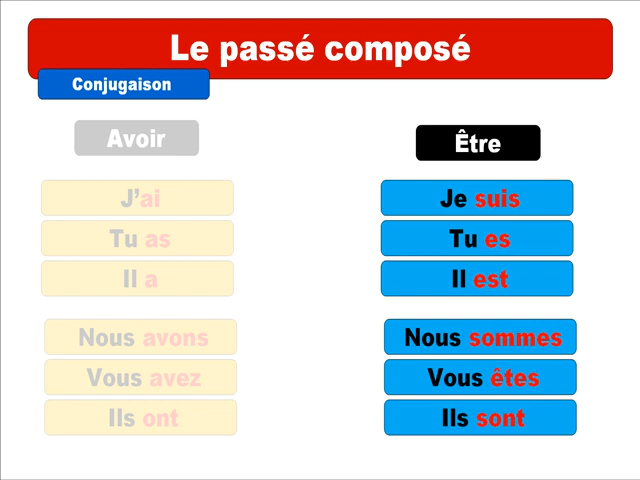 Le passé composé
Conjugaison
Avoir
J'ai
Tu as
Il a
Nous avons
Vous avez
Ils ont
Être
Je suis
Tu es
Il est
Nous sommes
Vous êtes
Ils sont